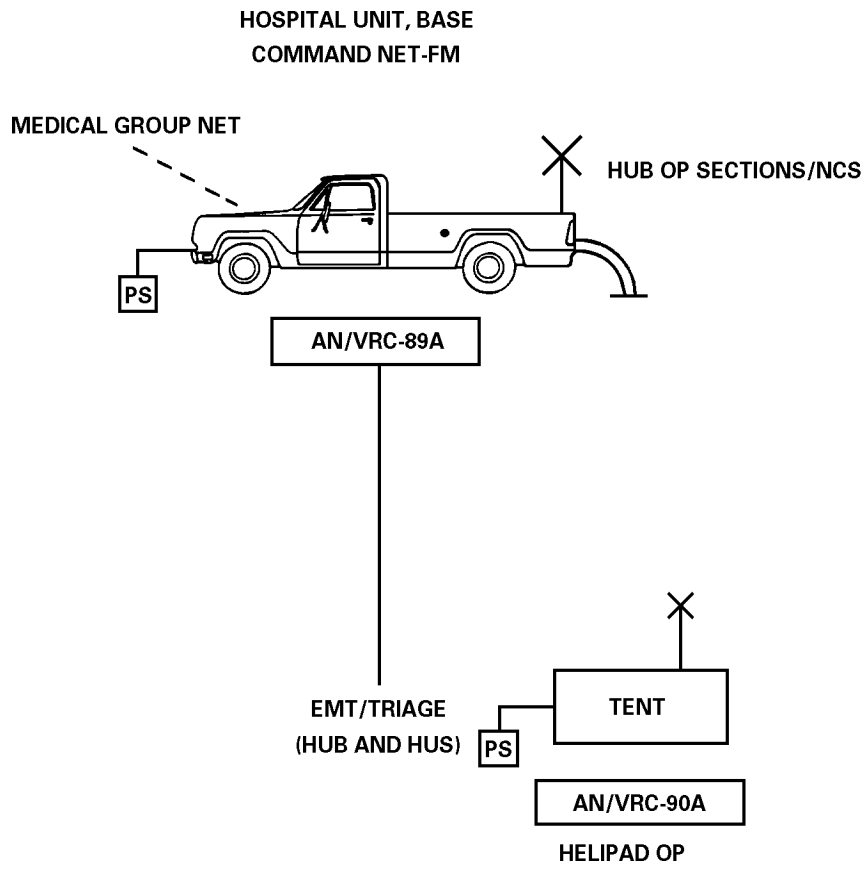 HOSPITAL UNIT, BASE
COMMAND NET-FM
MEDICAL GROUP NET
HUB OP SECTIONS/NCS
PS
AN/VRC-89A
EMT/TRIAGE
(HUB AND HUS)
TENT
PS
AN/VRC-90A
HELIPAD OP